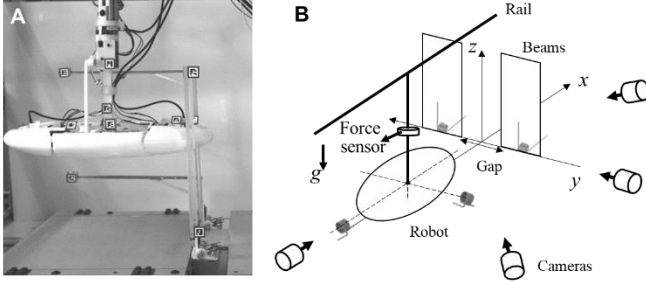 A
B
Rail
Beams
z
x
Force
sensor
g
Gap
y
Robot
Cameras